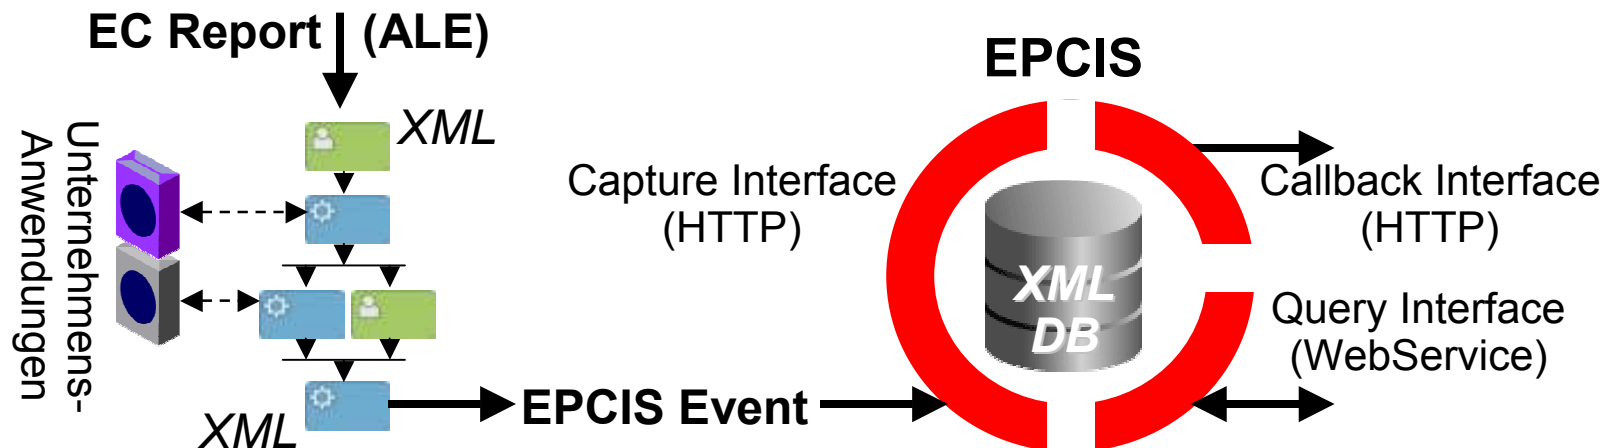 EC Report (ALE)
XML
Unternehmens-
Anwendungen
XML
EPCIS Event
EPCIS
Capture Interface
(HTTP)
XML
DB
Callback Interface
(HTTP)
Query Interface
(WebService)